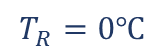 T_R = 0°C